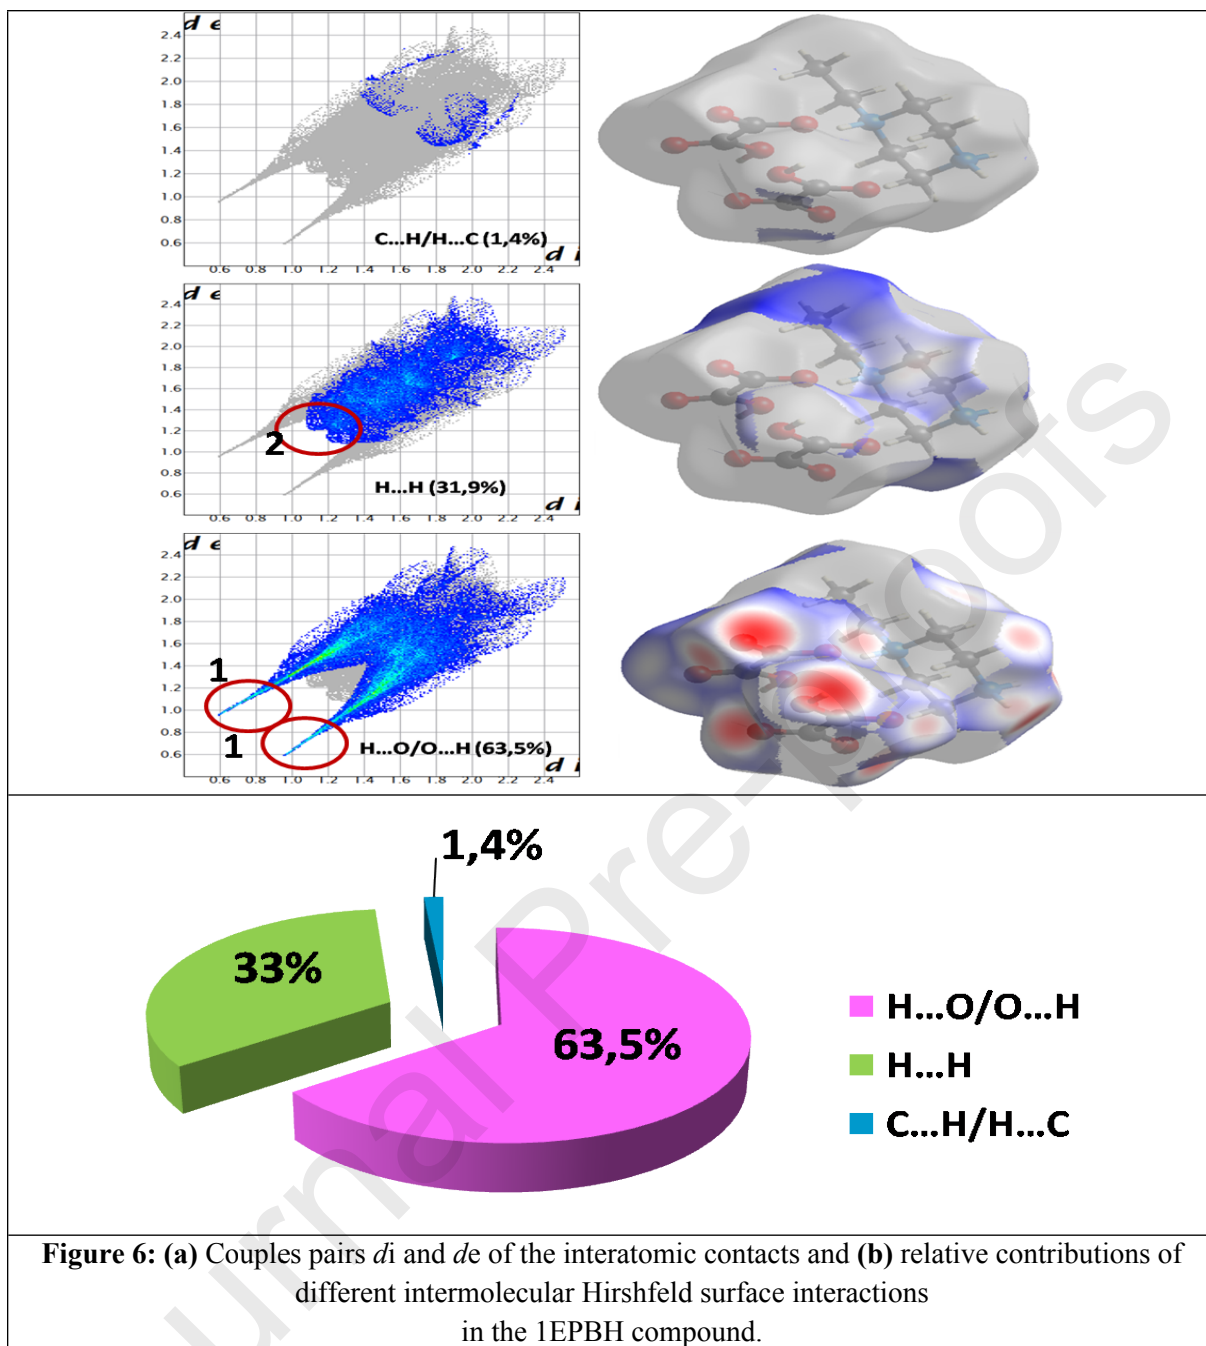 d e
2.4
2.2
2.0
1.8
1.6
1.4
1.2
1.0
0.8
0.6
C...H/H...C (1,4%)
d i
0.6 0.8 1.0 1.2 1.4 1.6 1.8 2.0 2.2 2.4
d e
2.4
2.2
2.0
1.8
1.6
1.4
1.2
1.0
0.8
0.6
2
H...H (31,9%)
d i
0.6 0.8 1.0 1.2 1.4 1.6 1.8 2.0 2.2 2.4
d e
2.4
2.2
2.0
1.8
1.6
1.4
1.2
1.0
0.8
0.6
1
1
H...O/O...H (63,5%)
d i
0.6 0.8 1.0 1.2 1.4 1.6 1.8 2.0 2.2 2.4
1,4%
33%
63,5%
H...O/O...H
H...H
C...H/H...C
Figure 6: (a) Couples pairs di and de of the interatomic contacts and (b) relative contributions of
different intermolecular Hirshfeld surface interactions
in the 1EPBH compound.
urnal Pre-proofs